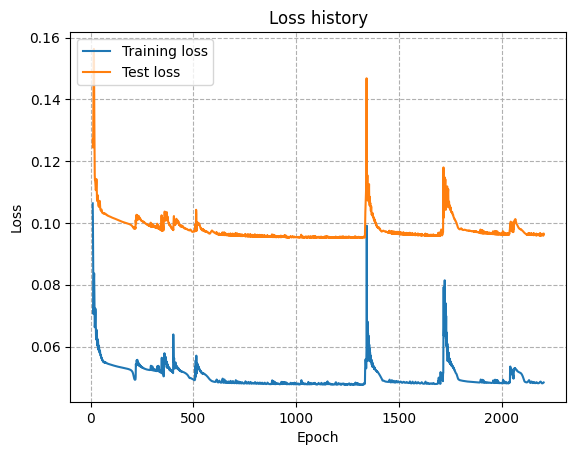 Loss history
Training loss
Test loss
0.16
0.14
0.12
0.10
0.08
0.06
Loss
0
500
1000
1500
2000
Epoch